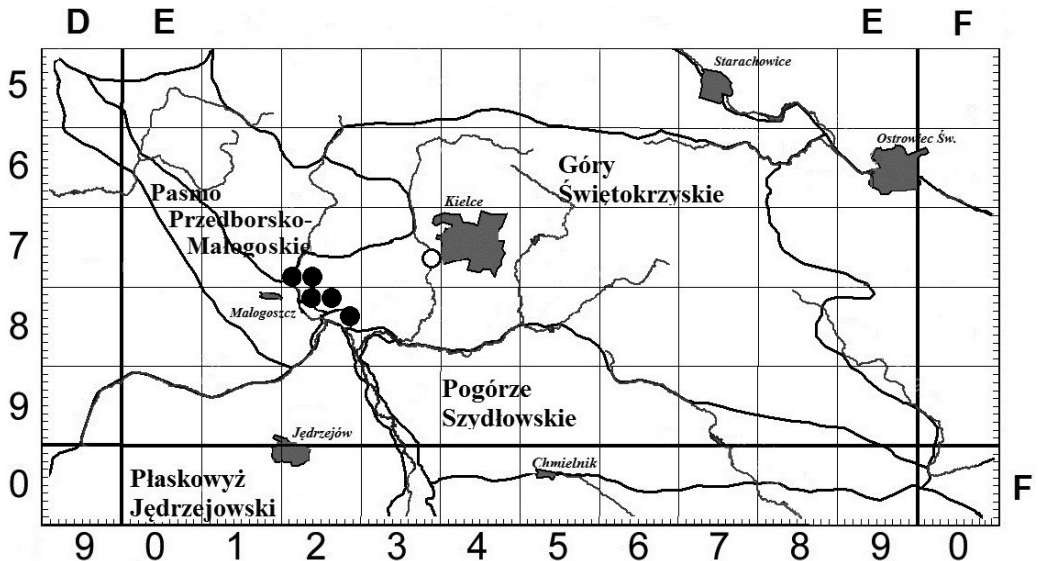 D E E F
5
Starachowice
6
Ostrowiec Św.
Góry
Świętokrzyskie
Pasmo
Przedborsko-
Małogoskie
Kielce
7
Małogoszcz
8
Pogórze
Szydłowskie
9
Jędrzejów
Chmielnik
Płaskowyż
Jędrzejowski
0
F
9 0 1 2 3 4 5 6 7 8 9 0